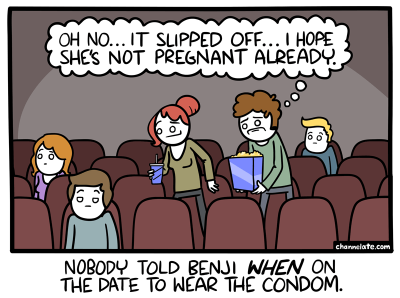 OH NO...IT SLIPPED OFF...I HOPE
SHE'S NOT PREGNANT ALREADY.
channelate.com
NOBODY TOLD BENJI WHEN ON
THE DATE TO WEAR THE CONDOM.